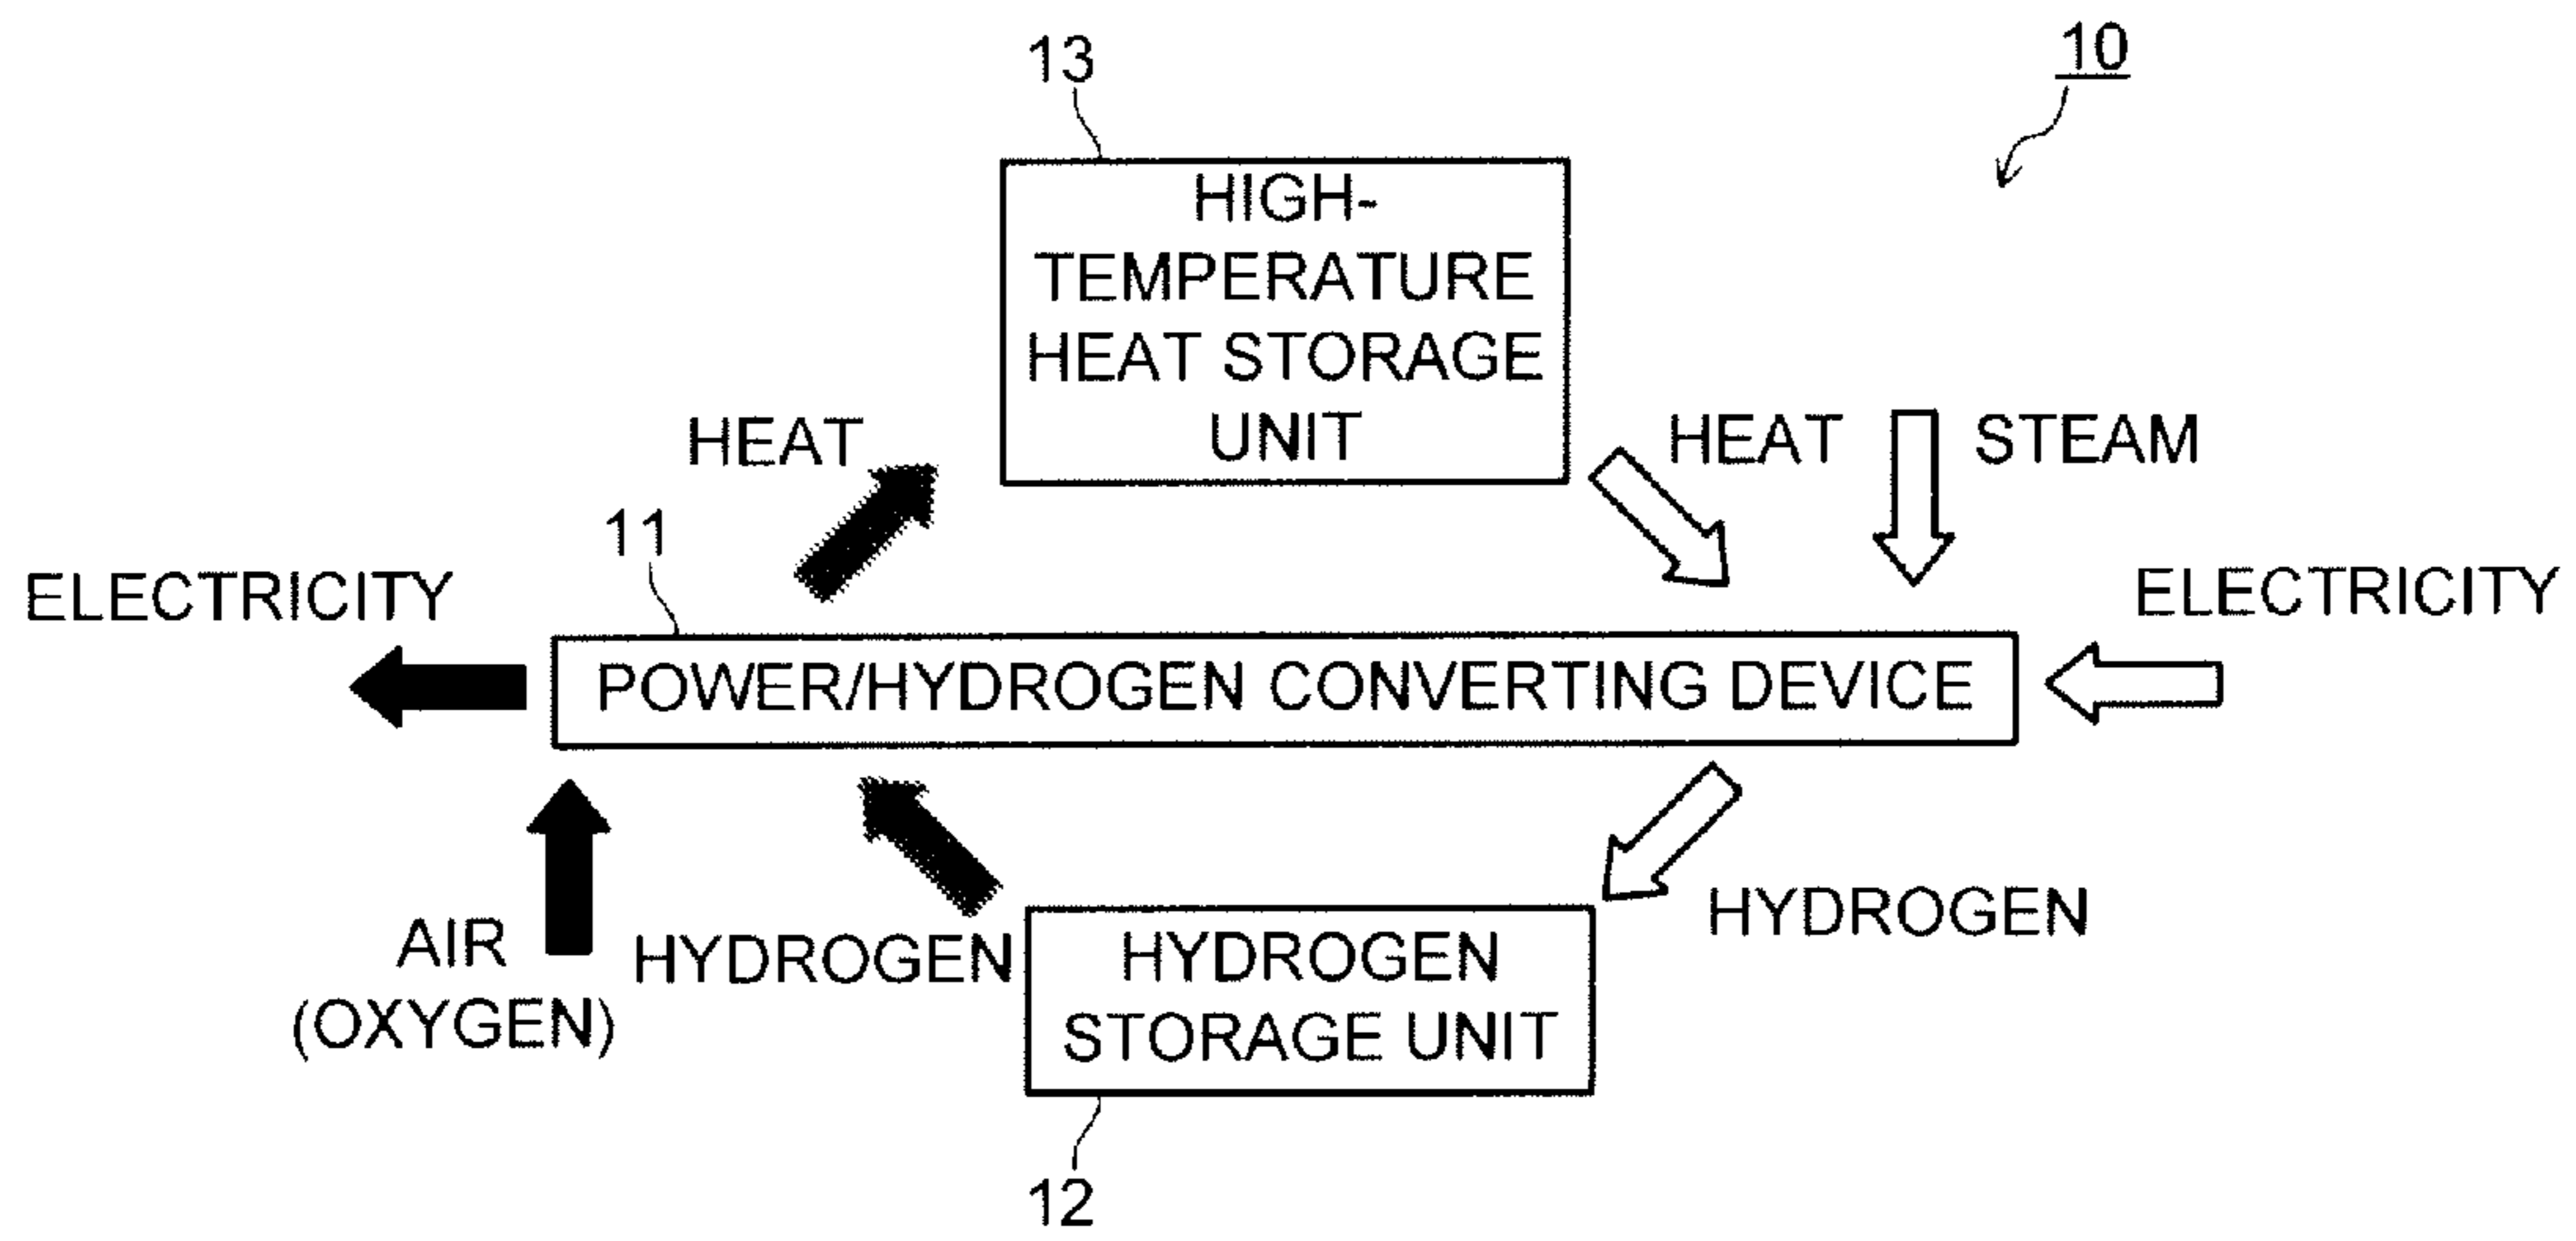 13
10
HIGH-
TEMPERATURE
HEAT STORAGE
UNIT
HEAT
HEAT
STEAM
11
ELECTRICITY
ELECTRICITY
POWER/HYDROGEN CONVERTING DEVICE
AIR
(OXYGEN)
HYDROGEN
HYDROGEN
STORAGE UNIT
HYDROGEN
12